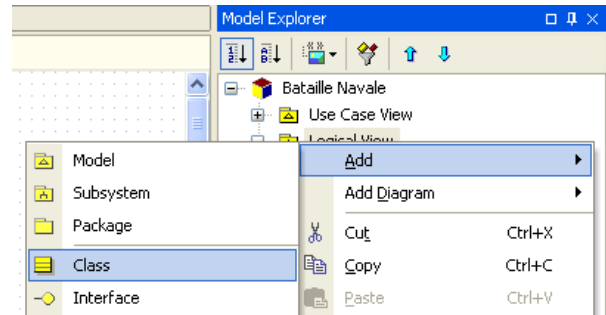 Model Explorer
Bataille Navale
Use Case View
Logical View
Model
Subsystem
Package
Class
Interface
Add
Add Diagram
Cut Ctrl+X
Copy Ctrl+C
Paste Ctrl+V